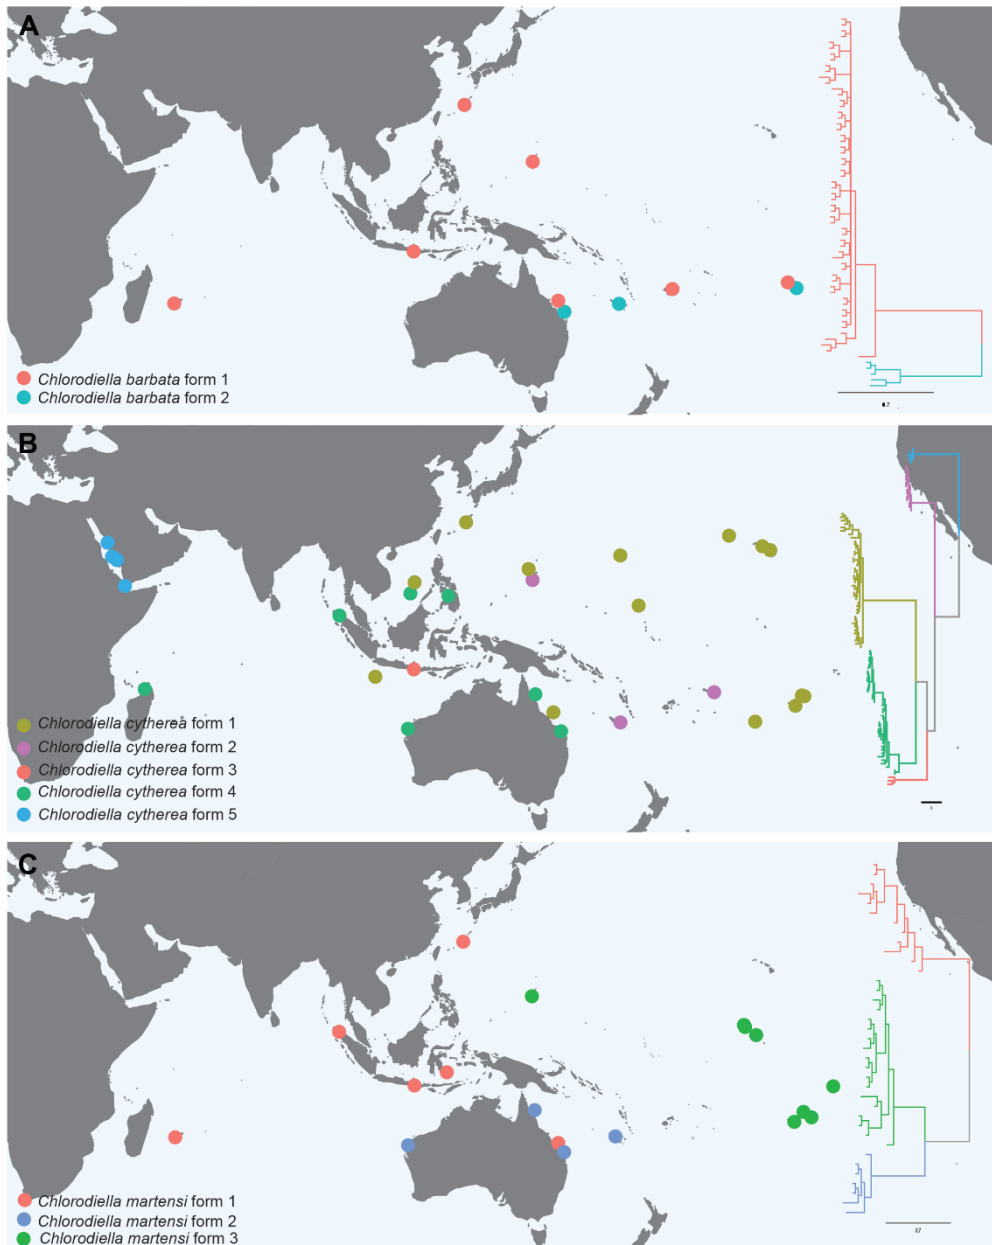 A
Chlorodiella barbata form 1
Chlorodiella barbata form 2
B
Chlorodiella cythereà form 1
Chlorodiella cytherea form 2
Chlorodiella cytherea form 3
Chlorodiella cytherea form 4
Chlorodiella cytherea form 5
C
Chlorodiella martensi form 1
Chlorodiella martensi form 2
Chlorodiella martensi form 3